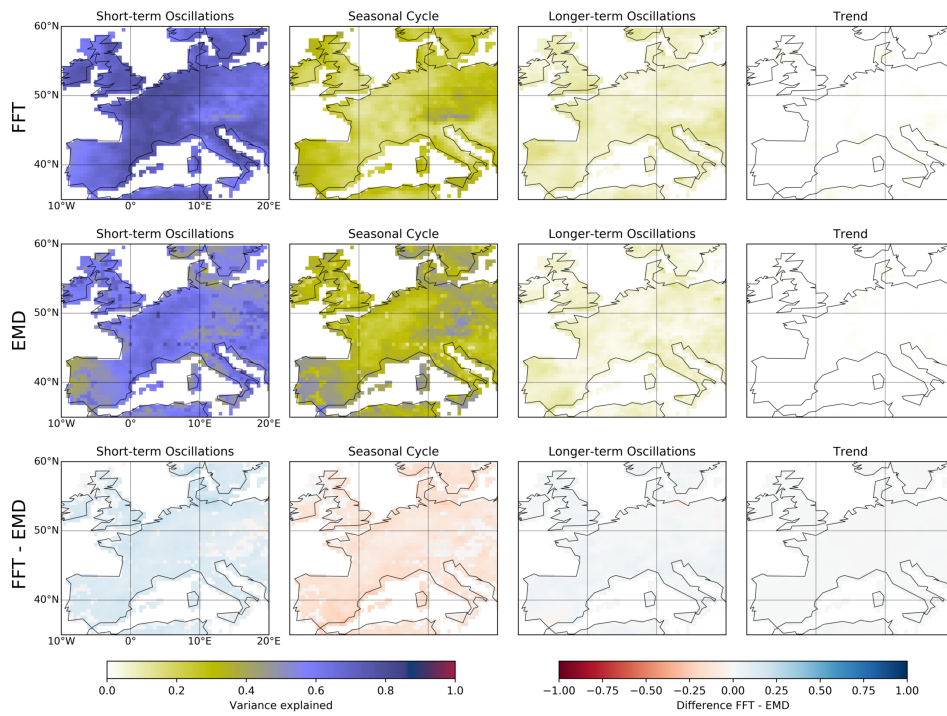 Short-term Oscillations Seasonal Cycle Longer-term Oscillations Trend
60°N
50°N
40°N
FFT
10°W 0° 10°E 20°E
Short-term Oscillations Seasonal Cycle Longer-term Oscillations Trend
60°N
50°N
40°N
EMD
Short-term Oscillations Seasonal Cycle Longer-term Oscillations Trend
60°N
50°N
40°N
FFT - EMD
10°W 0° 10°E 20°E
0.0 0.2 0.4 0.6 0.8 1.0
Variance explained
−1.00 −0.75 −0.50 −0.25 0.00 0.25 0.50 0.75 1.00
Difference FFT - EMD